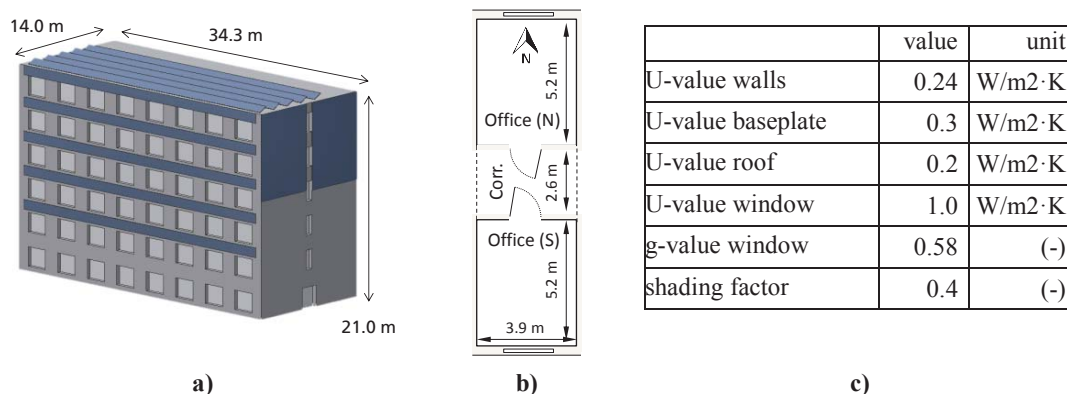 14.0 m
34.3 m
21.0 m
a)
N
5.2 m
Office (N)
Corr.
2.6 m
Office (S)
5.2 m
3.9 m
b)
value unit
U-value walls 0.24 W/m2·K
U-value baseplate 0.3 W/m2·K
U-value roof 0.2 W/m2·K
U-value window 1.0 W/m2·K
g-value window 0.58 (-)
shading factor 0.4 (-)
c)